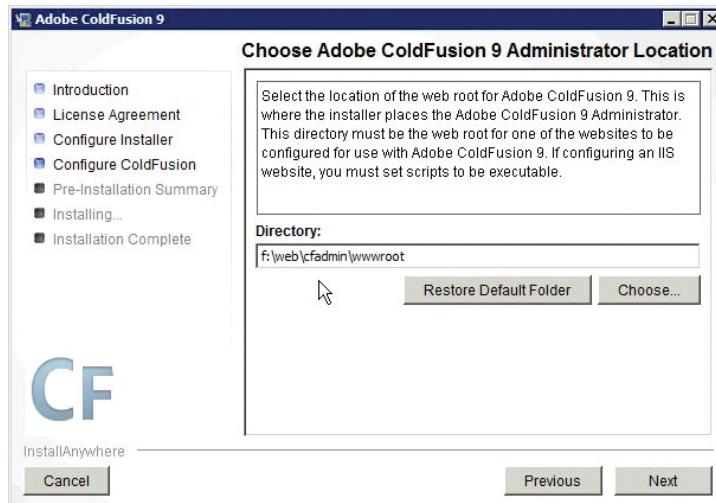 Adobe ColdFusion 9
Choose Adobe ColdFusion 9 Administrator Location
Introduction
License Agreement
Configure Installer
Configure ColdFusion
Pre-Installation Summary
Installing...
Installation Complete
Select the location of the web root for Adobe ColdFusion 9. This is
where the installer places the Adobe ColdFusion 9 Administrator.
This directory must be the web root for one of the websites to be
configured for use with Adobe ColdFusion 9. If configuring an IIS
website, you must set scripts to be executable.
Directory:
f:\web\cfadmin\wwwroot
Restore Default Folder
Choose...
CF
InstallAnywhere
Cancel
Previous
Next